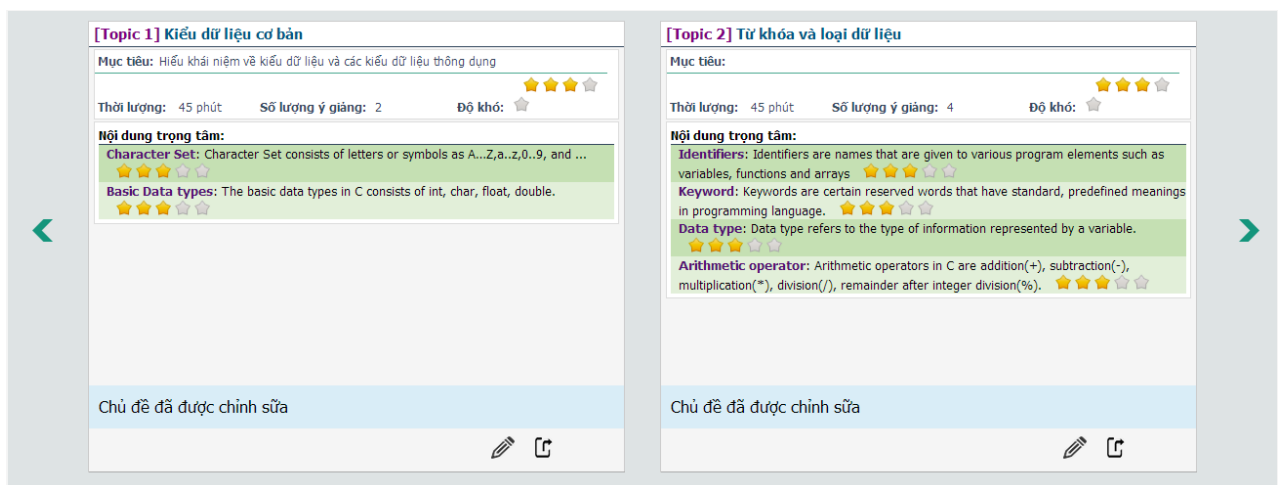 [Topic 1] Kiểu dữ liệu cơ bản
Mục tiêu: Hiểu khái niệm về kiểu dữ liệu và các kiểu dữ liệu thông dụng
Thời lượng: 45 phút Số lượng ý giảng: 2 Độ khó:
Nội dung trọng tâm:
Character Set: Character Set consists of letters or symbols as A...Z,a..z,0..9, and ...
Basic Data types: The basic data types in C consists of int, char, float, double.
Chủ đề đã được chỉnh sữa
[Topic 2] Từ khóa và loại dữ liệu
Mục tiêu:
Thời lượng: 45 phút Số lượng ý giảng: 4 Độ khó:
Nội dung trọng tâm:
Identifiers: Identifiers are names that are given to various program elements such as
variables, functions and arrays
Keyword: Keywords are certain reserved words that have standard, predefined meanings
in programming language.
Data type: Data type refers to the type of information represented by a variable.
Arithmetic operator: Arithmetic operators in C are addition(+), subtraction(-),
multiplication(*), division(/), remainder after integer division(%).
Chủ đề đã được chỉnh sữa